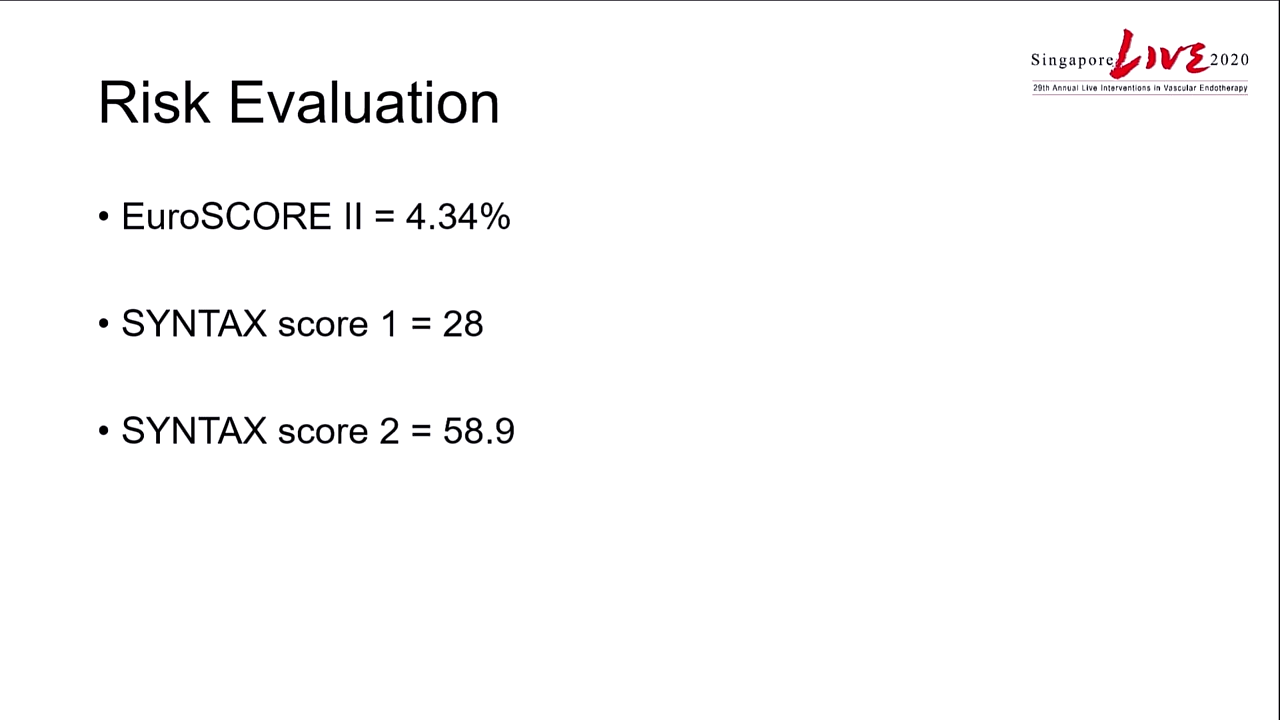 Singapore LIVE 2020
29th Annual Live Interventions in Vascular Endotherapy
Risk Evaluation
• EuroSCORE II = 4.34%
• SYNTAX score 1 = 28
• SYNTAX score 2 = 58.9